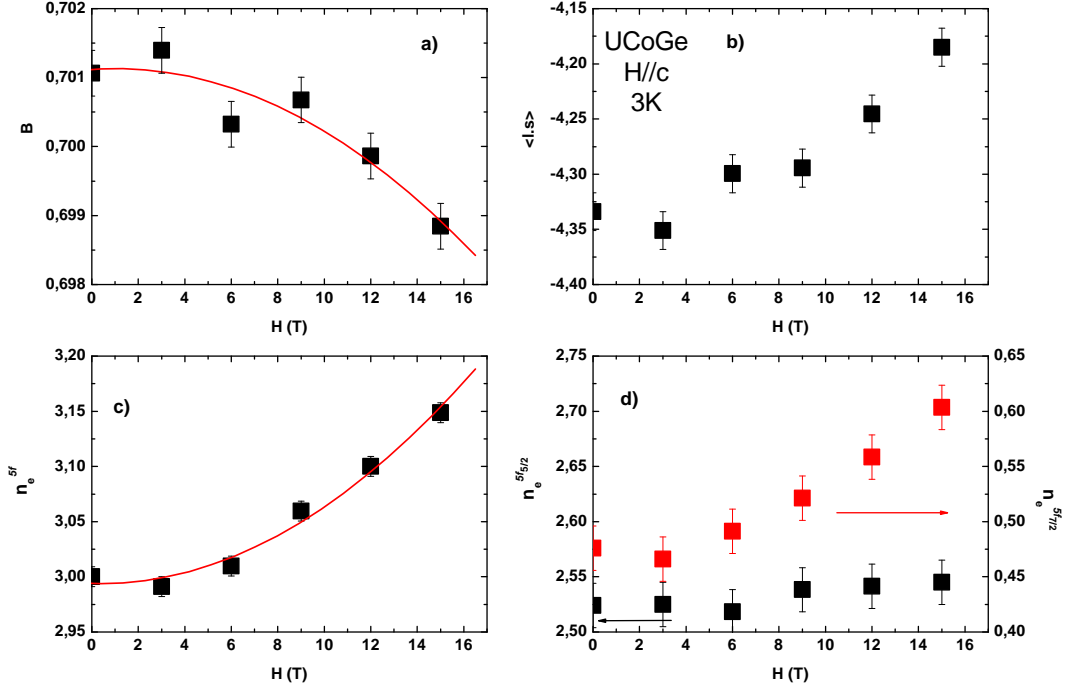 0,702
0,701
0,700
0,699
0,698
B
a)
0 2 4 6 8 10 12 14 16
H (T)
-4,15
-4,20
-4,25
-4,30
-4,35
-4,40
<l.s>
UCoGe
H//c
3K
b)
0 2 4 6 8 10 12 14 16
H (T)
3,20
3,15
3,10
3,05
3,00
2,95
n_e^5f
c)
0 2 4 6 8 10 12 14 16
H (T)
2,75
2,70
2,65
2,60
2,55
2,50
n_e^5f_5/2
d)
0,65
0,60
0,55
0,50
0,45
0,40
n_e^5f_7/2
0 2 4 6 8 10 12 14 16
H (T)